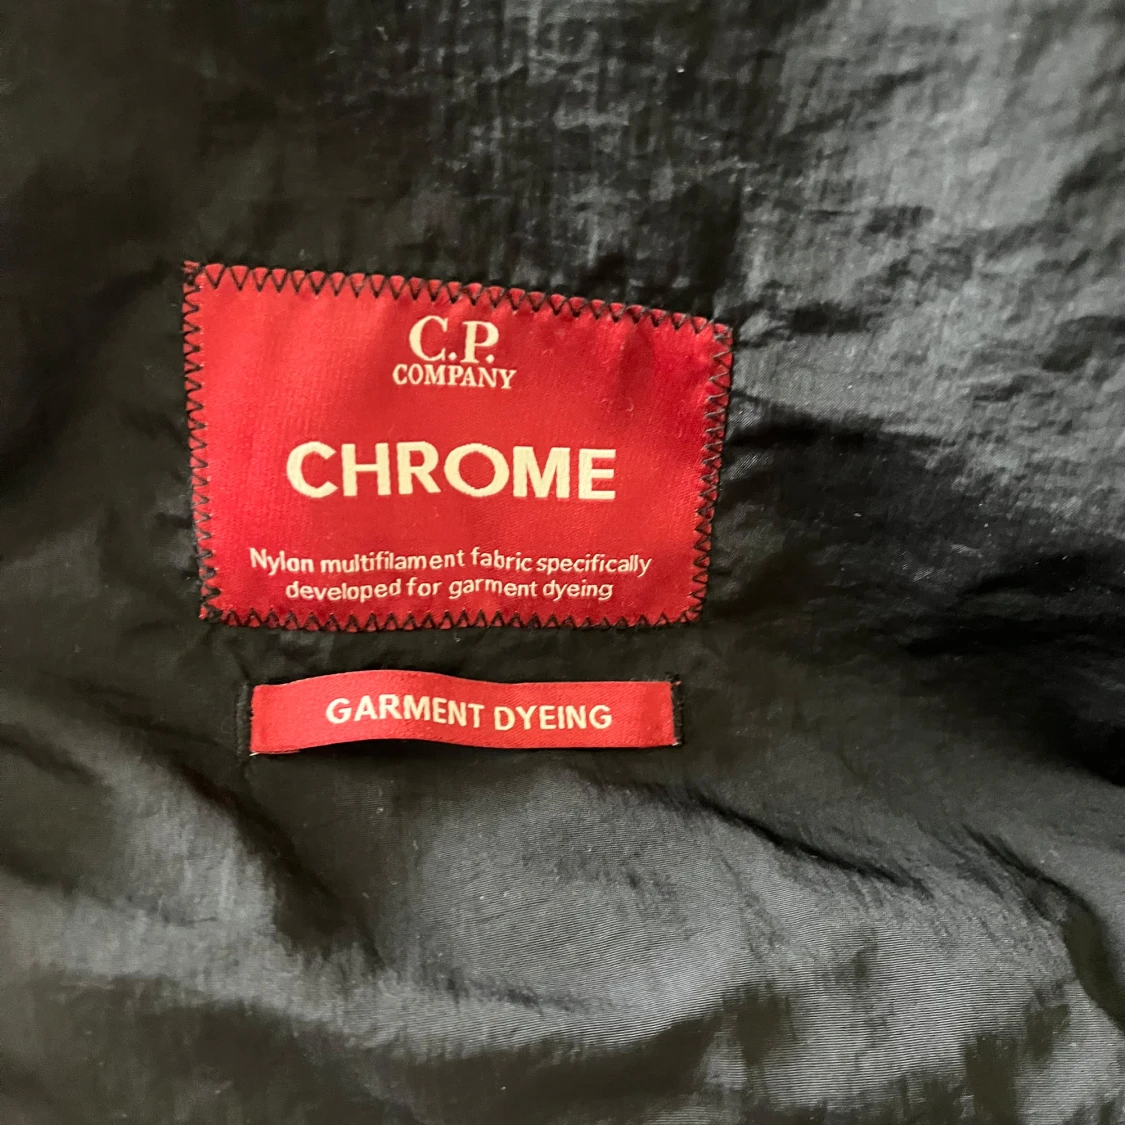 C.P.
COMPANY
CHROME
Nylon multifilament fabric specifically
developed for garment dyeing
GARMENT DYEING